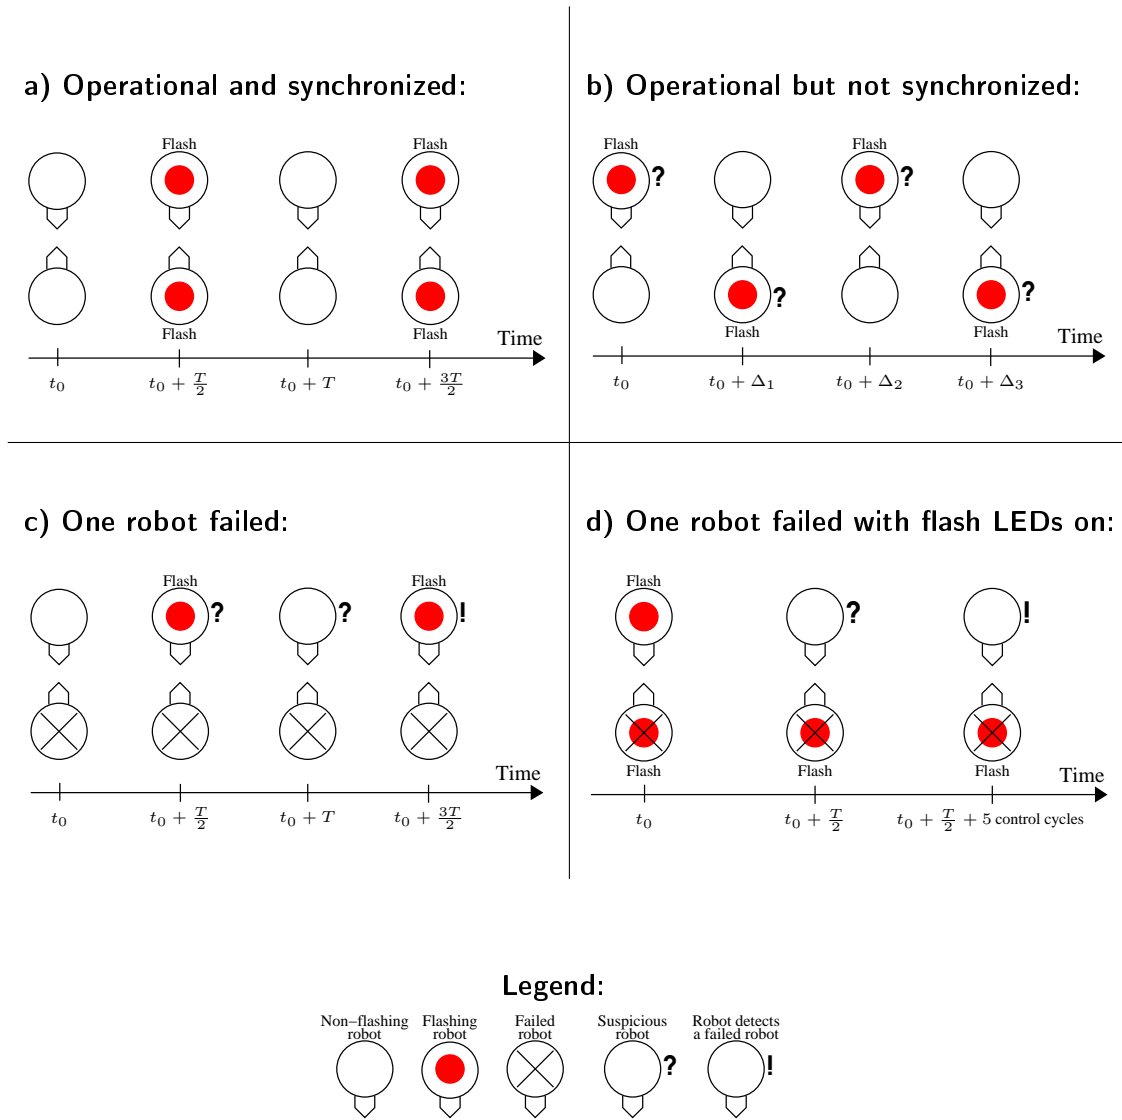 a) Operational and synchronized:
Flash Flash
Flash Flash
Time
t₀ t₀ + T/2 t₀ + T t₀ + 3T/2
b) Operational but not synchronized:
Flash Flash
? ?
? ?
Flash Flash
Time
t₀ t₀ + Δ₁ t₀ + Δ₂ t₀ + Δ₃
c) One robot failed:
Flash Flash
? ? !
Time
t₀ t₀ + T/2 t₀ + T t₀ + 3T/2
d) One robot failed with flash LEDs on:
Flash
? !
Flash Flash Flash
Time
t₀ t₀ + T/2 t₀ + T/2 + 5 control cycles
Legend:
Non-flashing Flashing Failed Suspicious Robot detects
robot robot robot robot a failed robot
? !